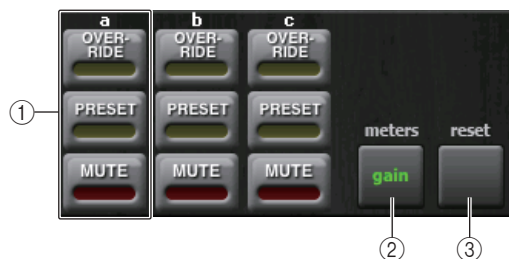 a b c
OVER-
RIDE
OVER-
RIDE
OVER-
RIDE
① PRESET PRESET PRESET
meters reset
MUTE MUTE MUTE
gain
② ③